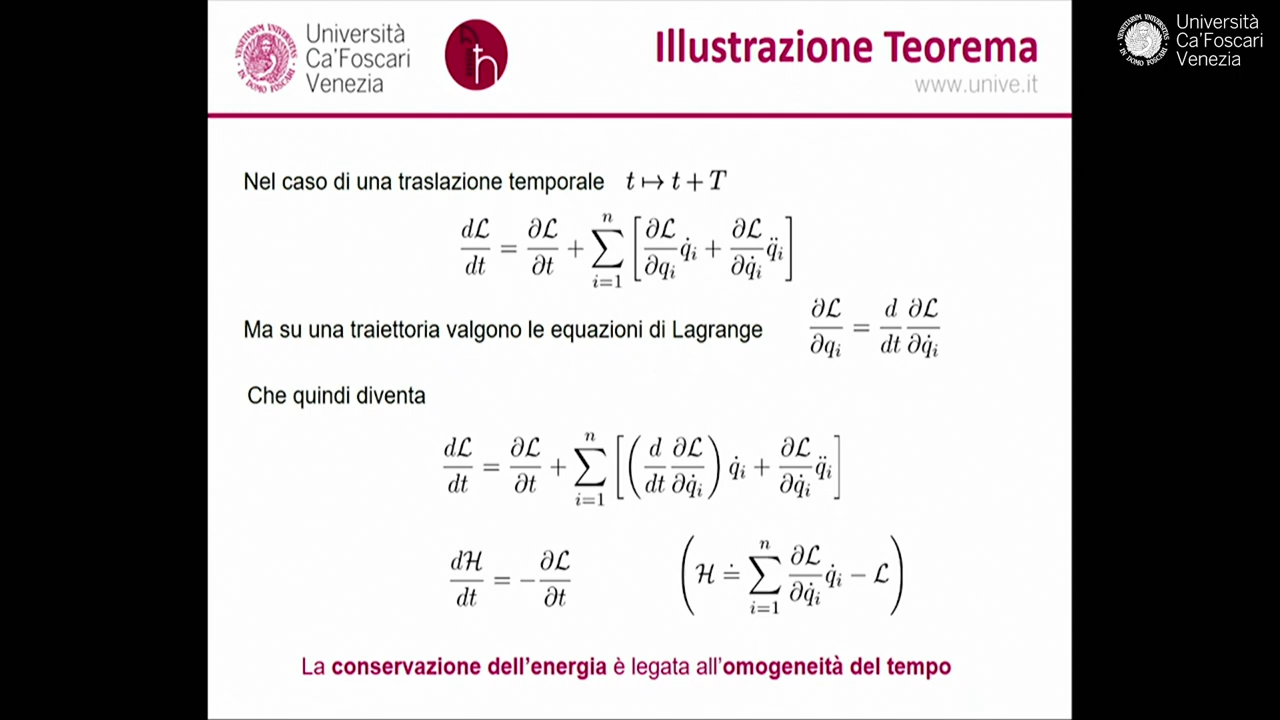 Università
Ca'Foscari
Venezia
Illustrazione Teorema
www.unive.it
Università
Ca'Foscari
Venezia
Nel caso di una traslazione temporale t ↦ t + T
dℒ/dt = ∂ℒ/∂t + ∑_{i=1}^{n} [ ∂ℒ/∂q_i q̇_i + ∂ℒ/∂q̇_i q̈_i ]
Ma su una traiettoria valgono le equazioni di Lagrange ∂ℒ/∂q_i = d/dt ∂ℒ/∂q̇_i
Che quindi diventa
dℒ/dt = ∂ℒ/∂t + ∑_{i=1}^{n} [ ( d/dt ∂ℒ/∂q̇_i ) q̇_i + ∂ℒ/∂q̇_i q̈_i ]
dℋ/dt = −∂ℒ/∂t ( ℋ ≐ ∑_{i=1}^{n} ∂ℒ/∂q̇_i q̇_i − ℒ )
La conservazione dell'energia è legata all'omogeneità del tempo